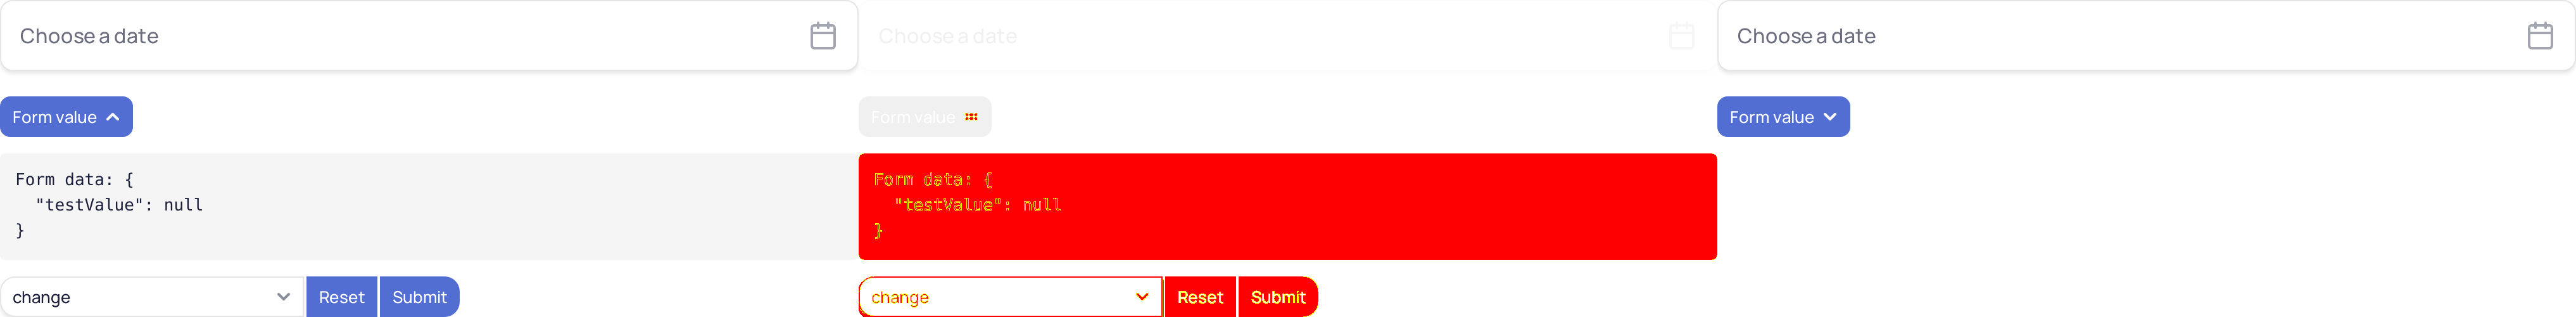 Choose a date
Choose a date
Choose a date
Form value
Form value
Form value
Form data: {
  "testValue": null
}
Form data: {
  "testValue": null
}
change
Reset
Submit
change
Reset
Submit